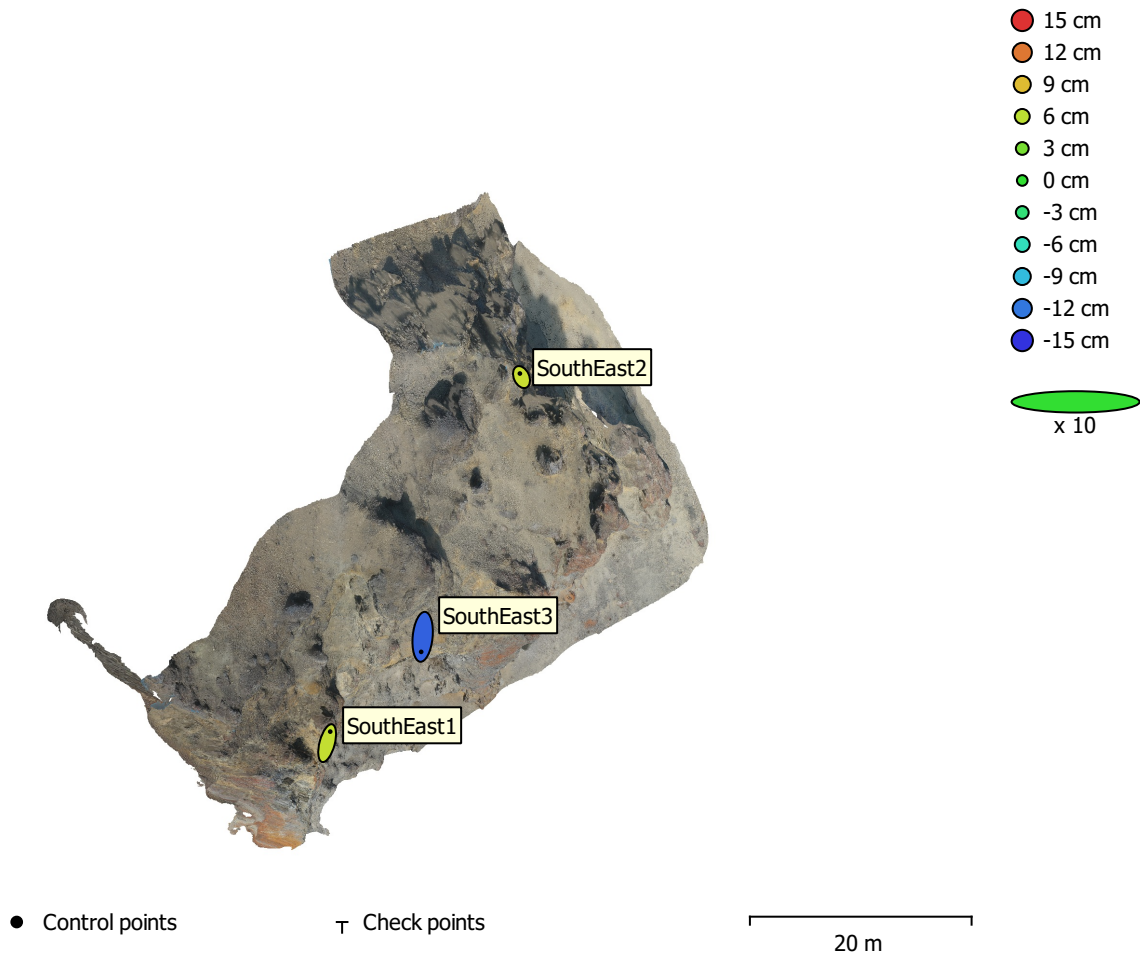 15 cm
12 cm
9 cm
6 cm
3 cm
0 cm
-3 cm
-6 cm
-9 cm
-12 cm
-15 cm
x 10
SouthEast2
SouthEast3
SouthEast1
Control points
Check points
20 m